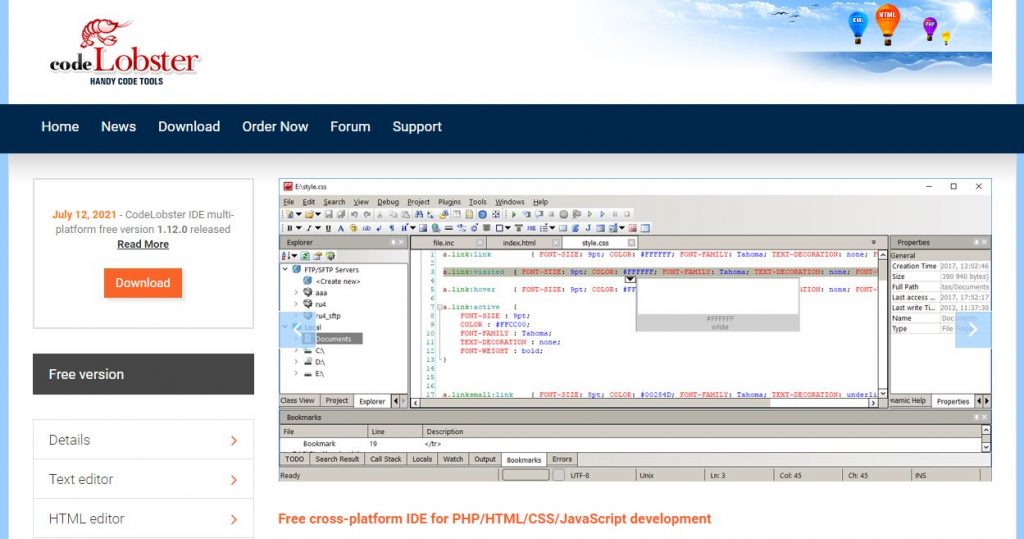 code Lobster
HANDY CODE TOOLS
XML
HTML
PHP
Home News Download Order Now Forum Support
July 12, 2021 - CodeLobster IDE multi-
platform free version 1.12.0 released
Read More
Download
Free version
Details
Text editor
HTML editor
E:\style.css
File Edit Search View Debug Project Plugins Tools Windows Help
Explorer
FTP/SFTP Servers
<Create new>
aaa
ru4
ru4_sftp
Local
Documents
C:\
D:\
E:\
Class View Project Explorer
file.inc index.html style.css
1 a.link:link { FONT-SIZE: 9pt; COLOR: #FFFFFF; FONT-FAMILY: Tahoma; TEXT-DECORATION: none;
2
3 a.link:visited { FONT-SIZE: 9pt; COLOR: #FFFFFF; FONT-FAMILY: Tahoma; TEXT-DECORATION: none;
4
5 a.link:hover { FONT-SIZE: 9pt; COLOR: #FF TEXT-DECORATION: none;
6
7 a.link:active {
8 FONT-SIZE : 9pt;
9 COLOR : #FFCC00;
10 FONT-FAMILY : Tahoma;
11 TEXT-DECORATION : none;
12 FONT-WEIGHT : bold;
13 }
14
15
16
17 a.linksmall:link { FONT-SIZE: 8pt; COLOR: #00284D; FONT-FAMILY: Tahoma; TEXT-DECORATION:
#FFFFFF
white
Properties
General
Creation Time 2017, 13:02:46
Size 390 940 bytes)
Full Path itas/Documents
Last access ... 2017, 17:52:17
Last write Ti... 2012, 11:37:30
Name
Type
namic Help Properties
Bookmarks
File Line Description
Bookmark 19 </tr>
TODO Search Result Call Stack Locals Watch Output Bookmarks Errors
Ready UTF-8 Unix Ln: 3 Col: 45 Ch: 45 INS
Free cross-platform IDE for PHP/HTML/CSS/JavaScript development